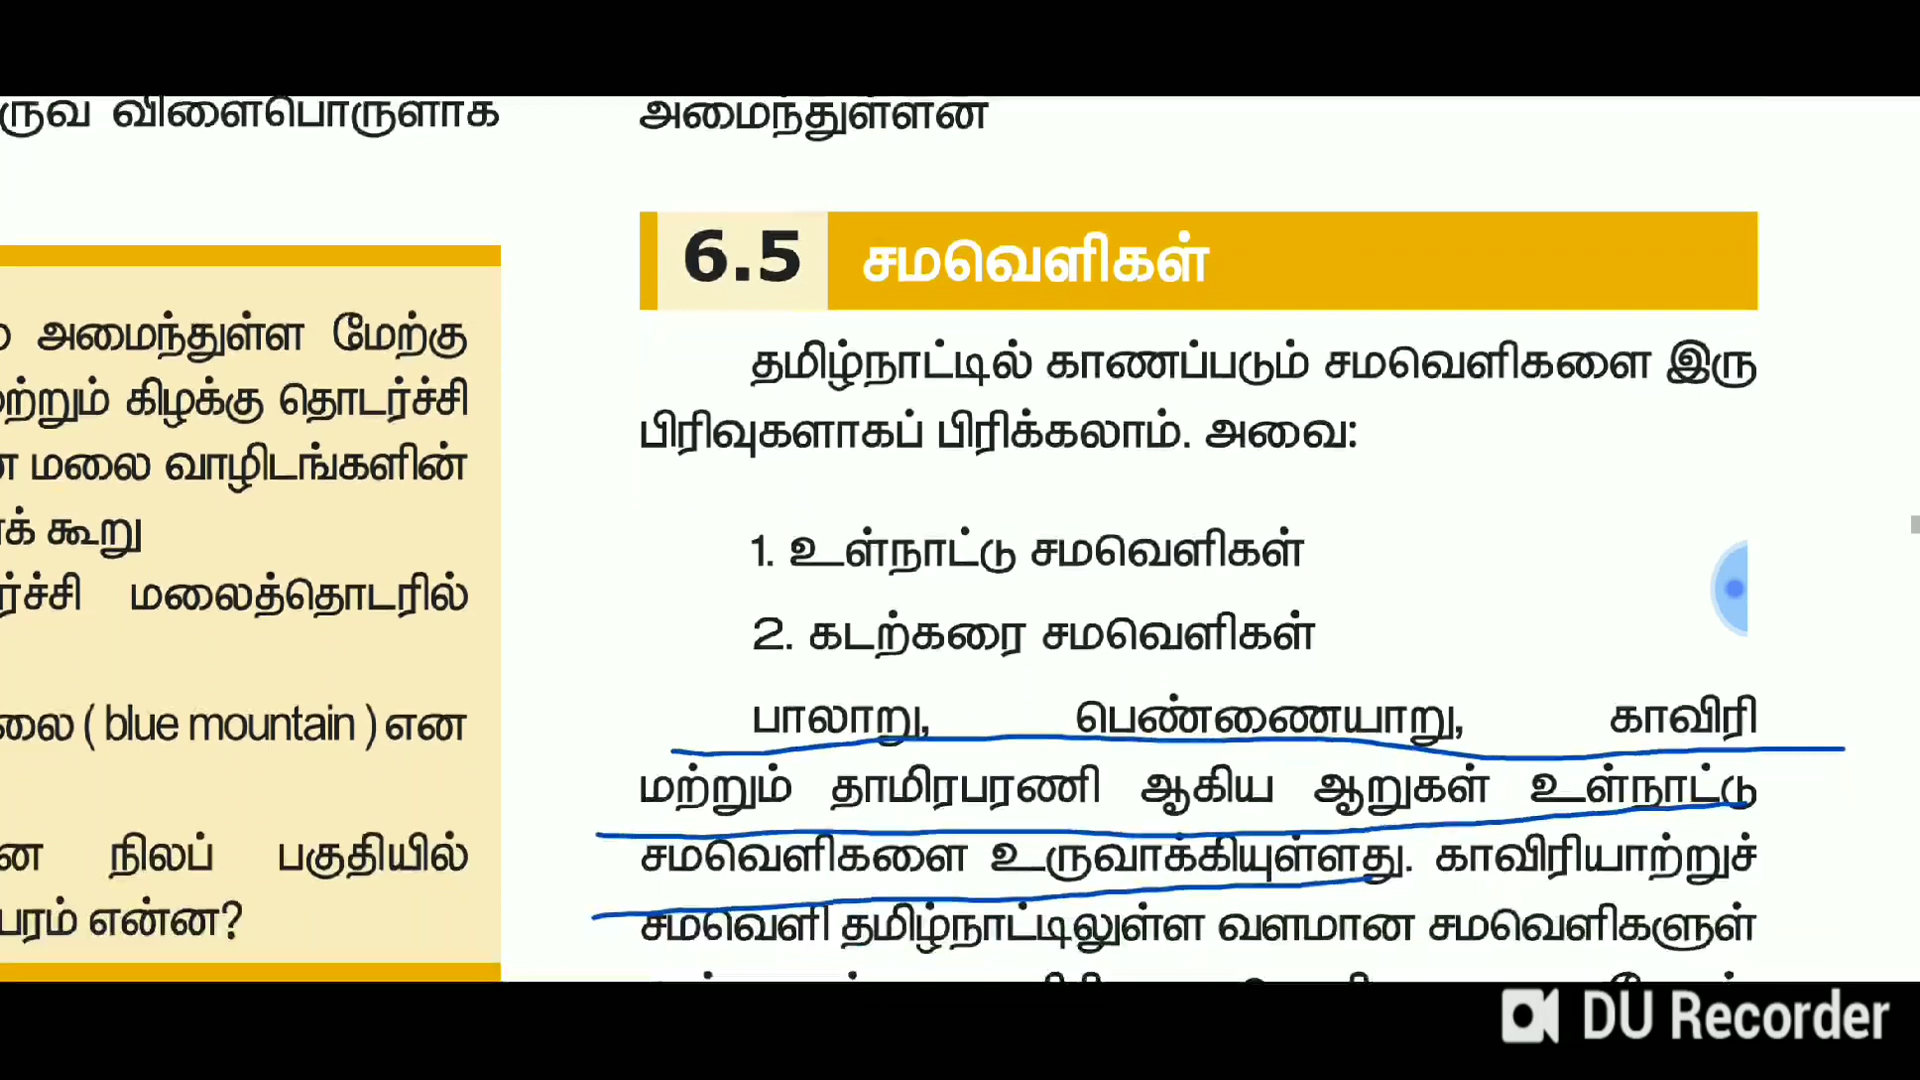 ருவ விளைபொருளாக
அமைந்துள்ள மேற்கு
மற்றும் கிழக்கு தொடர்ச்சி
மலை வாழிடங்களின்
கூறு
மலைத்தொடரில்
( blue mountain ) என
நிலப் பகுதியில்
என்ன?
அமைந்துள்ளன
6.5 சமவெளிகள்
தமிழ்நாட்டில் காணப்படும் சமவெளிகளை இரு
பிரிவுகளாகப் பிரிக்கலாம். அவை:
1. உள்நாட்டு சமவெளிகள்
2. கடற்கரை சமவெளிகள்
பாலாறு, பெண்ணையாறு, காவிரி
மற்றும் தாமிரபரணி ஆகிய ஆறுகள் உள்நாட்டு
சமவெளிகளை உருவாக்கியுள்ளது. காவிரியாற்றுச்
சமவெளி தமிழ்நாட்டிலுள்ள வளமான சமவெளிகளுள்
DU Recorder